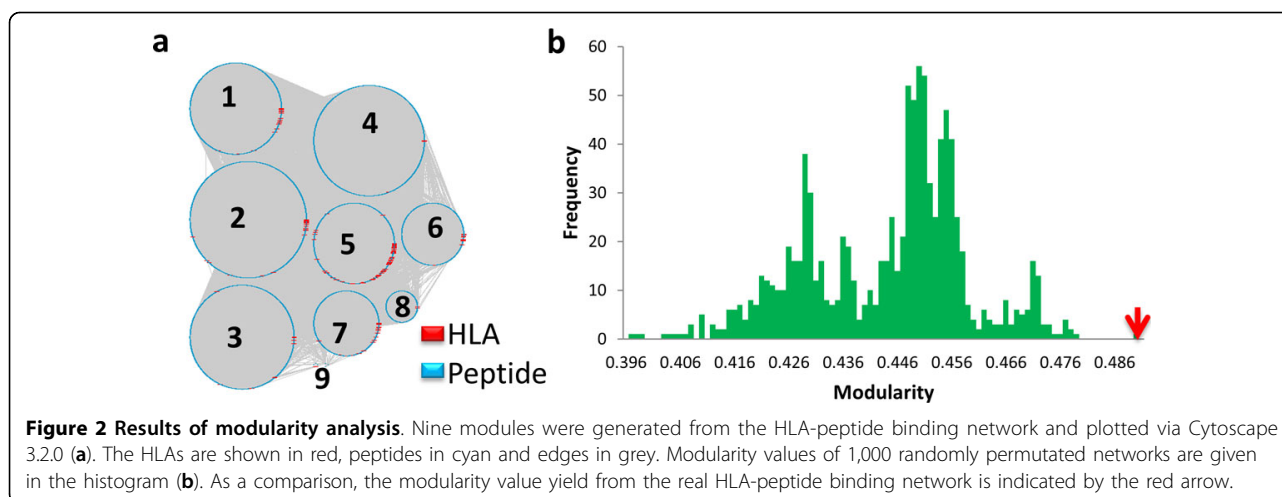 a
1
4
2
5
6
3
7
8
9
HLA
Peptide
b
60
50
40
30
20
10
0
Frequency
0.396 0.406 0.416 0.426 0.436 0.446 0.456 0.466 0.476 0.486
Modularity
Figure 2 Results of modularity analysis. Nine modules were generated from the HLA-peptide binding network and plotted via Cytoscape
3.2.0 (a). The HLAs are shown in red, peptides in cyan and edges in grey. Modularity values of 1,000 randomly permutated networks are given
in the histogram (b). As a comparison, the modularity value yield from the real HLA-peptide binding network is indicated by the red arrow.